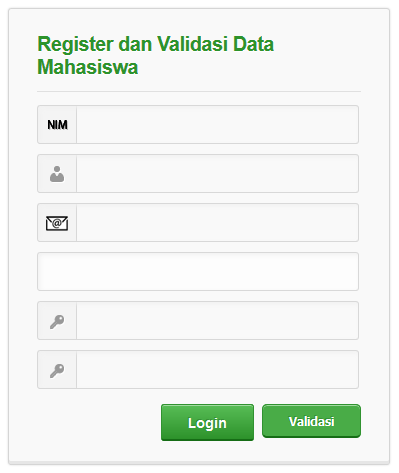 Register dan Validasi Data
Mahasiswa
NIM
@
Login
Validasi